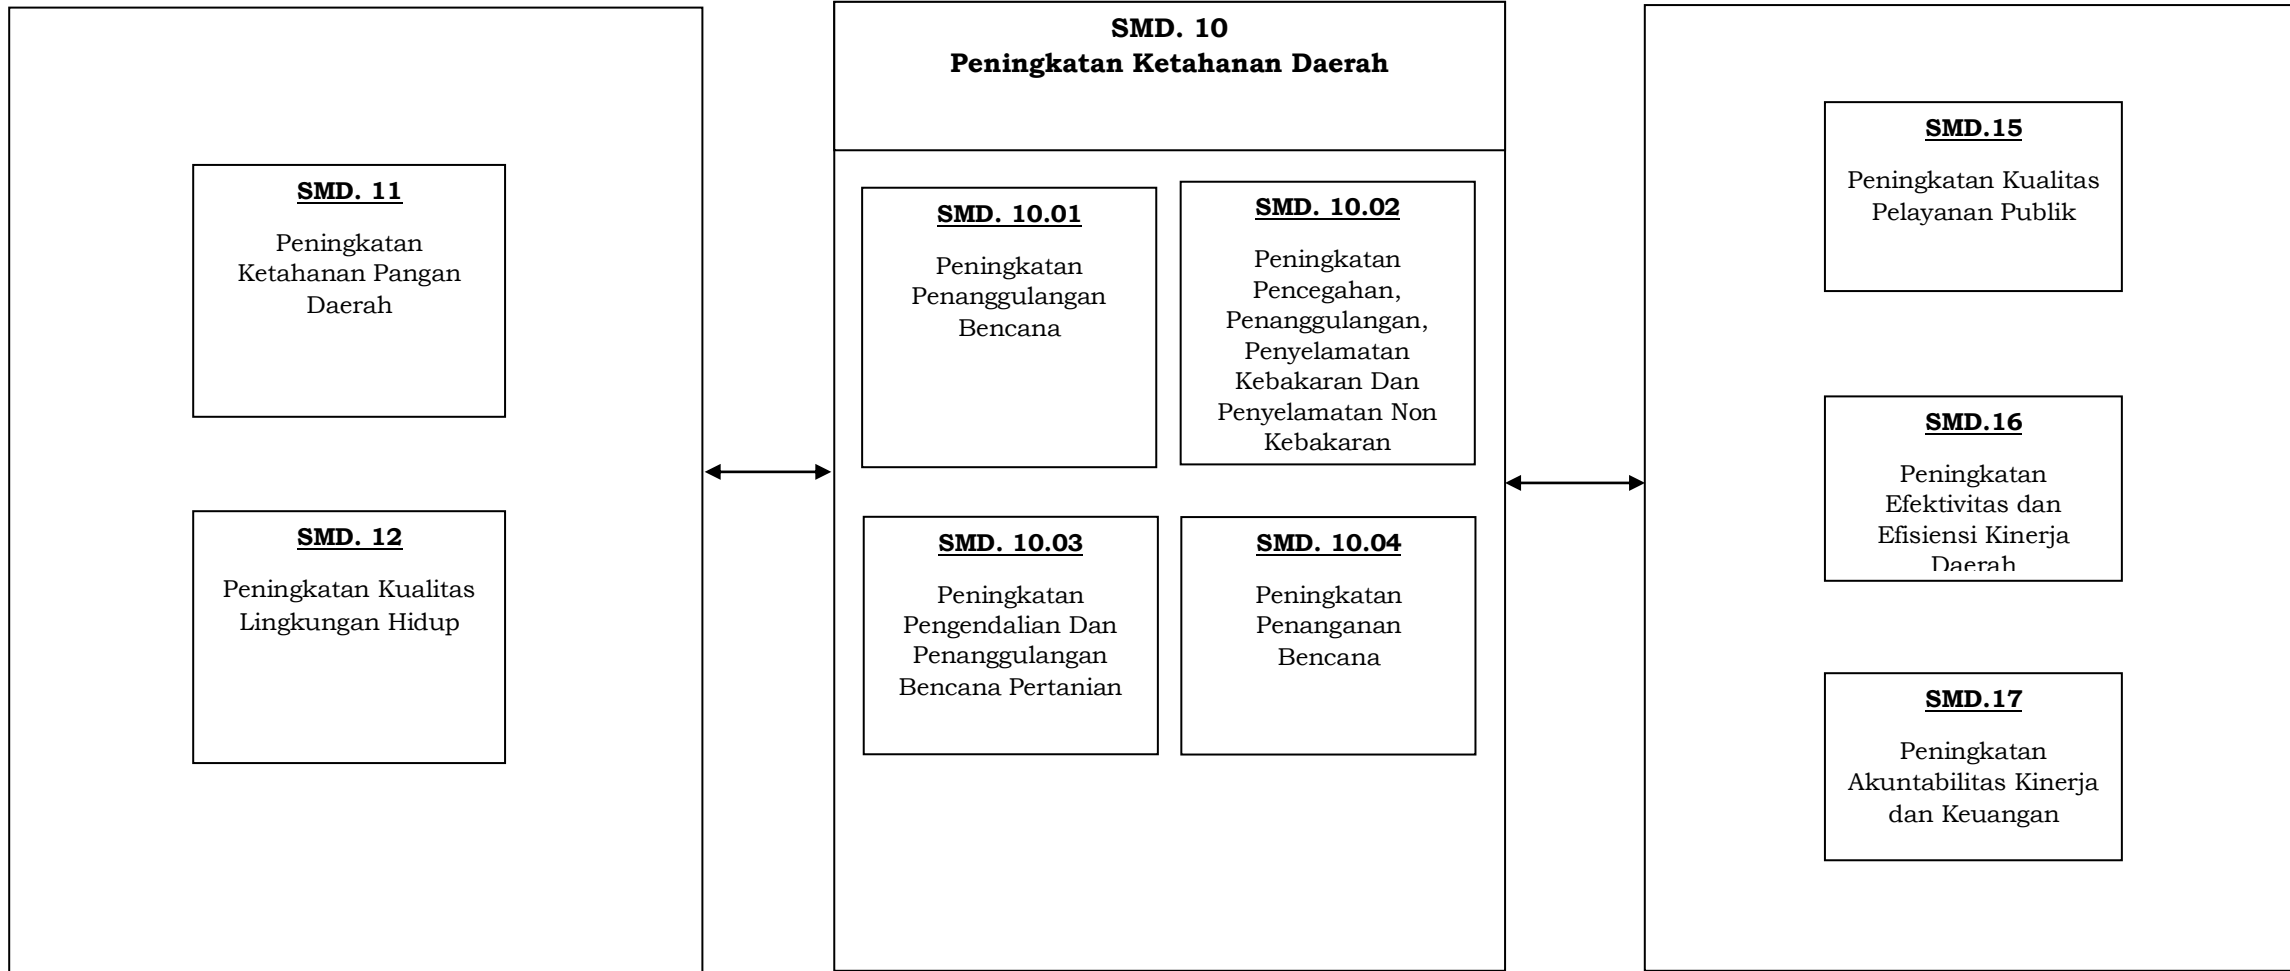 SMD. 11
Peningkatan
Ketahanan Pangan
Daerah
SMD. 12
Peningkatan Kualitas
Lingkungan Hidup
SMD. 10
Peningkatan Ketahanan Daerah
SMD. 10.01
Peningkatan
Penanggulangan
Bencana
SMD. 10.02
Peningkatan
Pencegahan,
Penanggulangan,
Penyelamatan
Kebakaran Dan
Penyelamatan Non
Kebakaran
SMD. 10.03
Peningkatan
Pengendalian Dan
Penanggulangan
Bencana Pertanian
SMD. 10.04
Peningkatan
Penanganan
Bencana
SMD.15
Peningkatan Kualitas
Pelayanan Publik
SMD.16
Peningkatan
Efektivitas dan
Efisiensi Kinerja
Daerah
SMD.17
Peningkatan
Akuntabilitas Kinerja
dan Keuangan